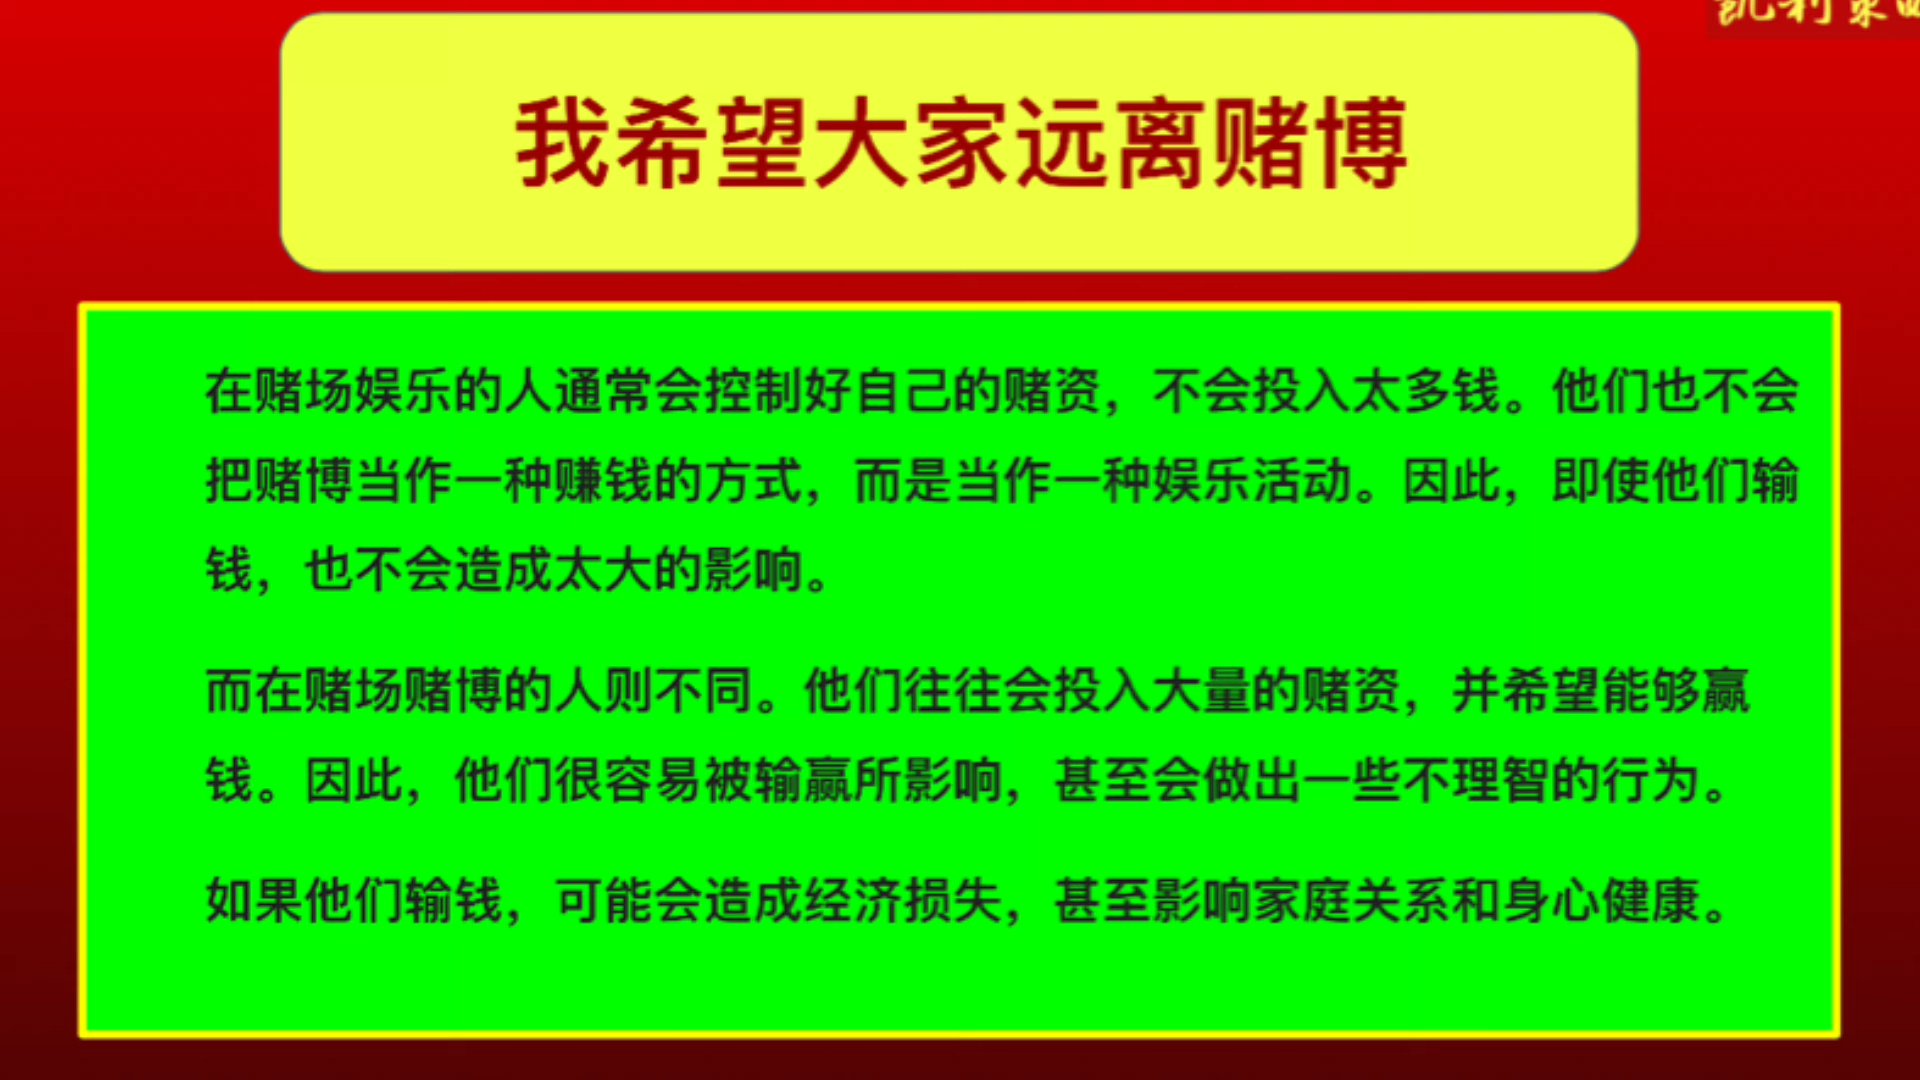 凯利策略
我希望大家远离赌博
在赌场娱乐的人通常会控制好自己的赌资，不会投入太多钱。他们也不会
把赌博当作一种赚钱的方式，而是当作一种娱乐活动。因此，即使他们输
钱，也不会造成太大的影响。
而在赌场赌博的人则不同。他们往往会投入大量的赌资，并希望能够赢
钱。因此，他们很容易被输赢所影响，甚至会做出一些不理智的行为。
如果他们输钱，可能会造成经济损失，甚至影响家庭关系和身心健康。